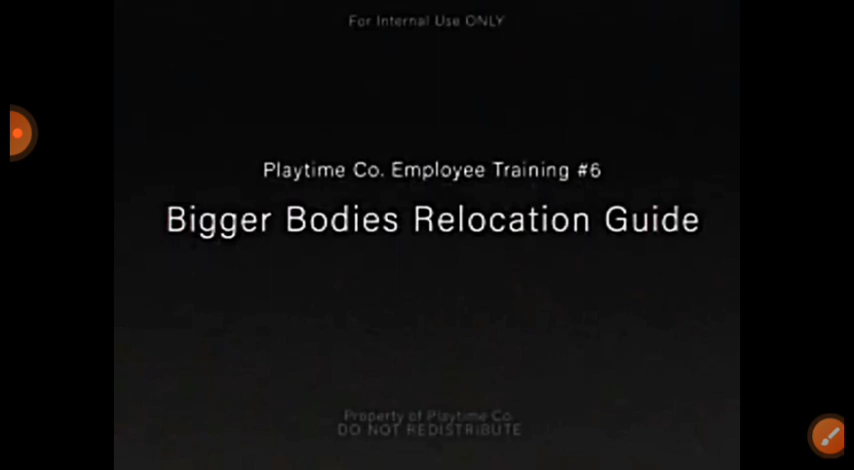 For Internal Use ONLY
Playtime Co. Employee Training #6
Bigger Bodies Relocation Guide
Property of Playtime Co.
DO NOT REDISTRIBUTE